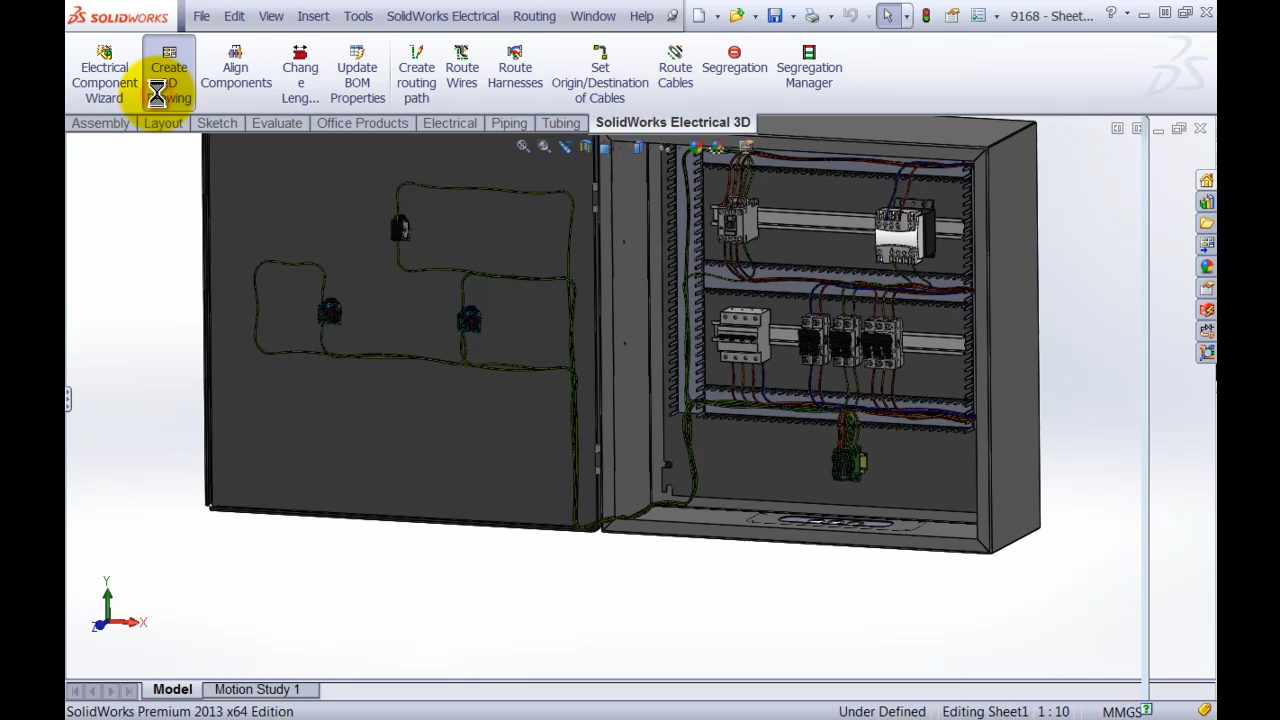 SOLIDWORKS File Edit View Insert Tools SolidWorks Electrical Routing Window Help 9168 - Sheet...
Electrical Component Wizard
Create
Drawing
Align Components
Chang e Leng...
Update BOM Properties
Create routing path
Route Wires
Route Harnesses
Set Origin/Destination of Cables
Route Cables
Segregation
Segregation Manager
Assembly Layout Sketch Evaluate Office Products Electrical Piping Tubing SolidWorks Electrical 3D
Y
X
Z
Model Motion Study 1
SolidWorks Premium 2013 x64 Edition Under Defined Editing Sheet1 1 : 10 MMGS